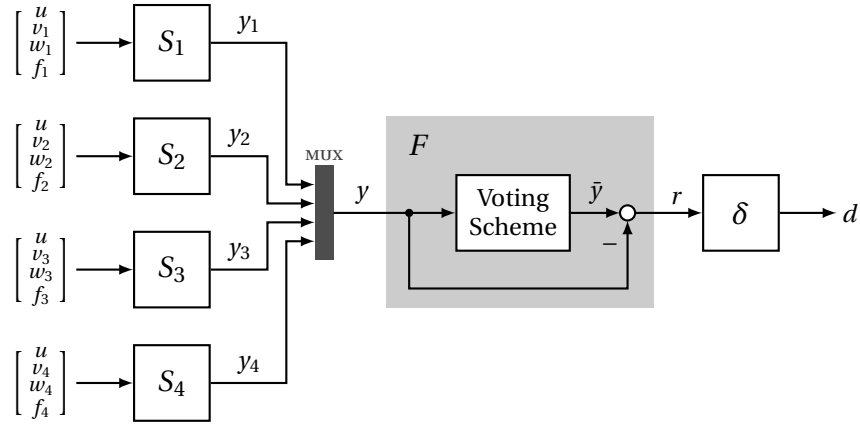 u
v₁
w₁
f₁
S₁
y₁
u
v₂
w₂
f₂
S₂
y₂
MUX
y
F
Voting
Scheme
ȳ
−
r
δ
d
u
v₃
w₃
f₃
S₃
y₃
u
v₄
w₄
f₄
S₄
y₄